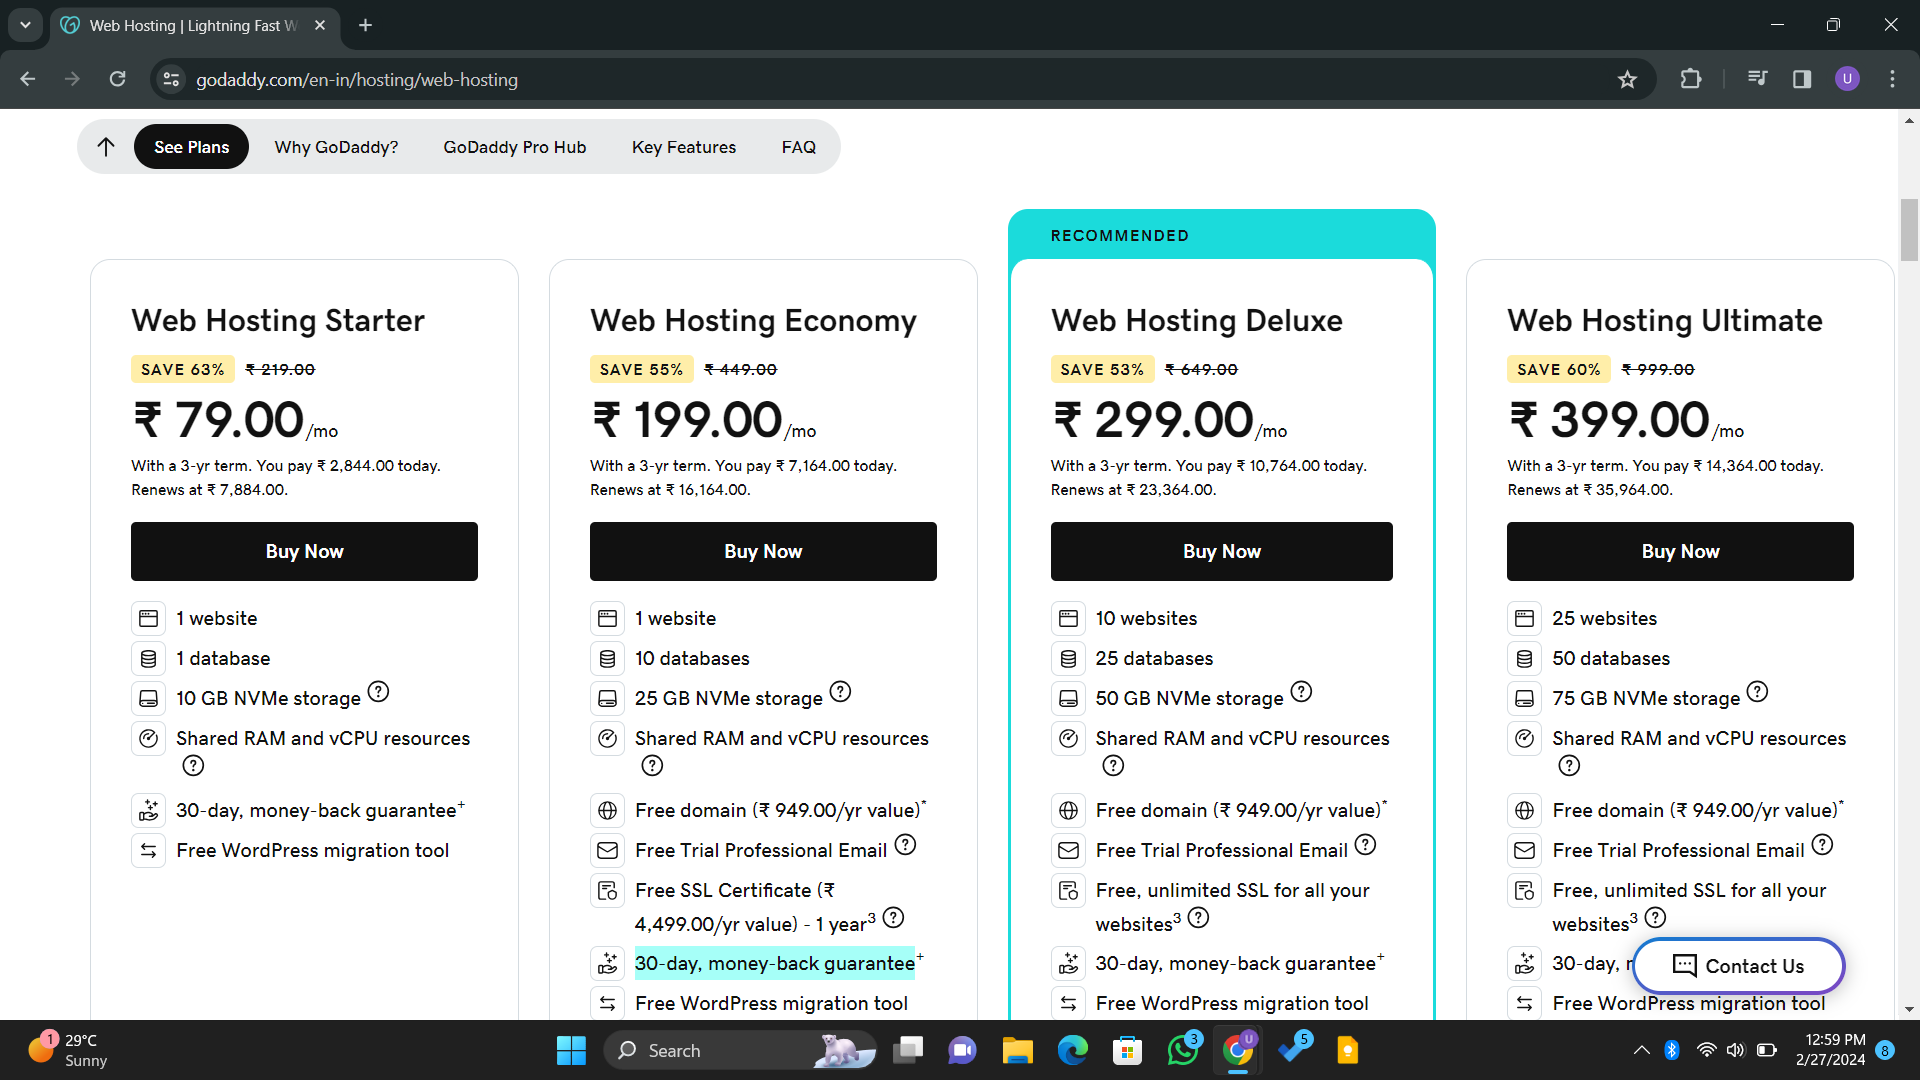 Web Hosting | Lightning Fast W
godaddy.com/en-in/hosting/web-hosting
U
See Plans
Why GoDaddy?
GoDaddy Pro Hub
Key Features
FAQ
Web Hosting Starter
SAVE 63% ₹ 219.00
₹ 79.00/mo
With a 3-yr term. You pay ₹ 2,844.00 today.
Renews at ₹ 7,884.00.
Buy Now
1 website
1 database
10 GB NVMe storage ?
Shared RAM and vCPU resources
?
30-day, money-back guarantee+
Free WordPress migration tool
Web Hosting Economy
SAVE 55% ₹ 449.00
₹ 199.00/mo
With a 3-yr term. You pay ₹ 7,164.00 today.
Renews at ₹ 16,164.00.
Buy Now
1 website
10 databases
25 GB NVMe storage ?
Shared RAM and vCPU resources
?
Free domain (₹ 949.00/yr value)*
Free Trial Professional Email ?
Free SSL Certificate (₹
4,499.00/yr value) - 1 year3 ?
30-day, money-back guarantee+
Free WordPress migration tool
RECOMMENDED
Web Hosting Deluxe
SAVE 53% ₹ 649.00
₹ 299.00/mo
With a 3-yr term. You pay ₹ 10,764.00 today.
Renews at ₹ 23,364.00.
Buy Now
10 websites
25 databases
50 GB NVMe storage ?
Shared RAM and vCPU resources
?
Free domain (₹ 949.00/yr value)*
Free Trial Professional Email ?
Free, unlimited SSL for all your
websites3 ?
30-day, money-back guarantee+
Free WordPress migration tool
Web Hosting Ultimate
SAVE 60% ₹ 999.00
₹ 399.00/mo
With a 3-yr term. You pay ₹ 14,364.00 today.
Renews at ₹ 35,964.00.
Buy Now
25 websites
50 databases
75 GB NVMe storage ?
Shared RAM and vCPU resources
?
Free domain (₹ 949.00/yr value)*
Free Trial Professional Email ?
Free, unlimited SSL for all your
websites3 ?
30-day,
Free WordPress migration tool
Contact Us
1
29°C
Sunny
Search
3
U
5
12:59 PM
2/27/2024
8